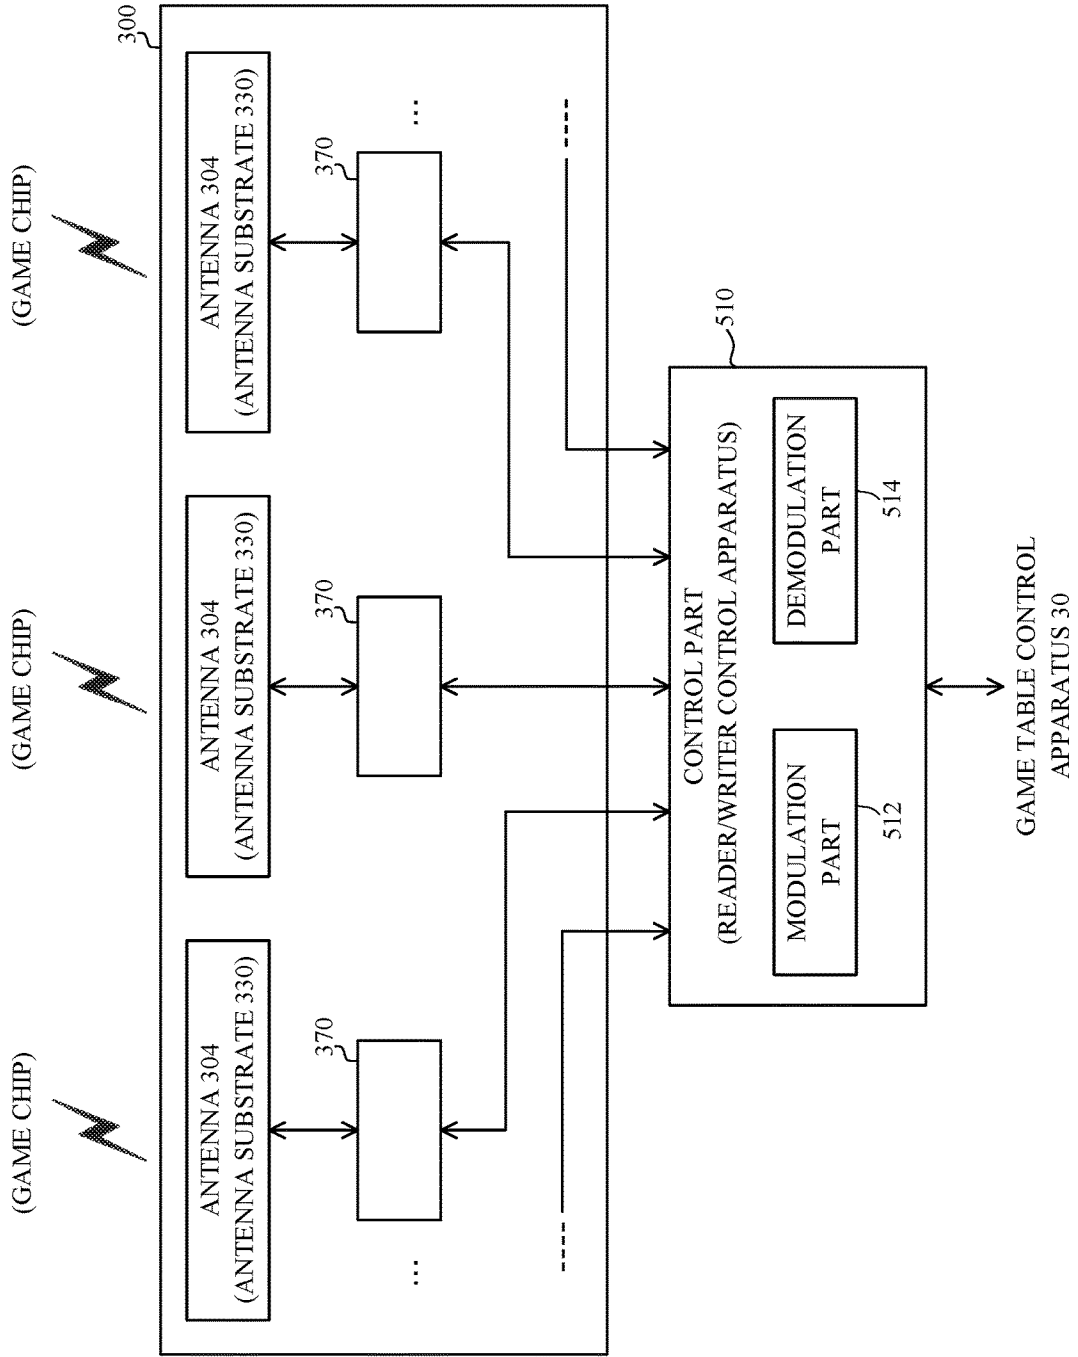 (GAME CHIP)
(GAME CHIP)
(GAME CHIP)
300
ANTENNA 304
(ANTENNA SUBSTRATE 330)
ANTENNA 304
(ANTENNA SUBSTRATE 330)
ANTENNA 304
(ANTENNA SUBSTRATE 330)
370
370
370
...
...
510
CONTROL PART
(READER/WRITER CONTROL APPARATUS)
MODULATION
PART
DEMODULATION
PART
512
514
GAME TABLE CONTROL
APPARATUS 30